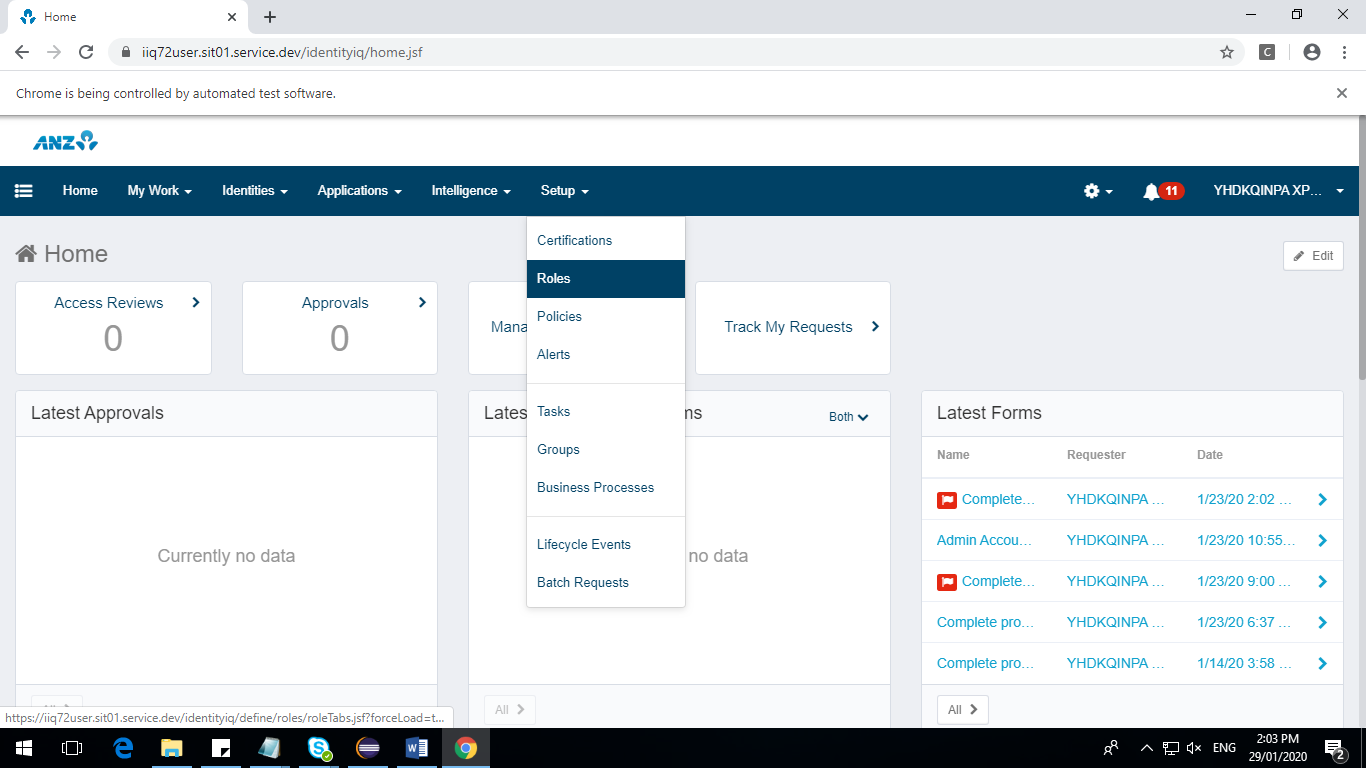 Home
iiq72user.sit01.service.dev/identityiq/home.jsf
C
Chrome is being controlled by automated test software.
ANZ
Home My Work Identities Applications Intelligence Setup 11 YHDKQINPA XP...
Certifications
Roles
Policies
Alerts
Tasks
Groups
Business Processes
Lifecycle Events
Batch Requests
Home
Edit
Access Reviews
0
Approvals
0
Mana
Track My Requests
Latest Approvals
Currently no data
Latest ms Both
no data
All
Latest Forms
Name Requester Date
Complete... YHDKQINPA ... 1/23/20 2:02 ...
Admin Accou... YHDKQINPA ... 1/23/20 10:55...
Complete... YHDKQINPA ... 1/23/20 9:00 ...
Complete pro... YHDKQINPA ... 1/23/20 6:37 ...
Complete pro... YHDKQINPA ... 1/14/20 3:58 ...
All
https://iiq72user.sit01.service.dev/identityiq/define/roles/roleTabs.jsf?forceLoad=t...
ENG
2:03 PM
29/01/2020
2